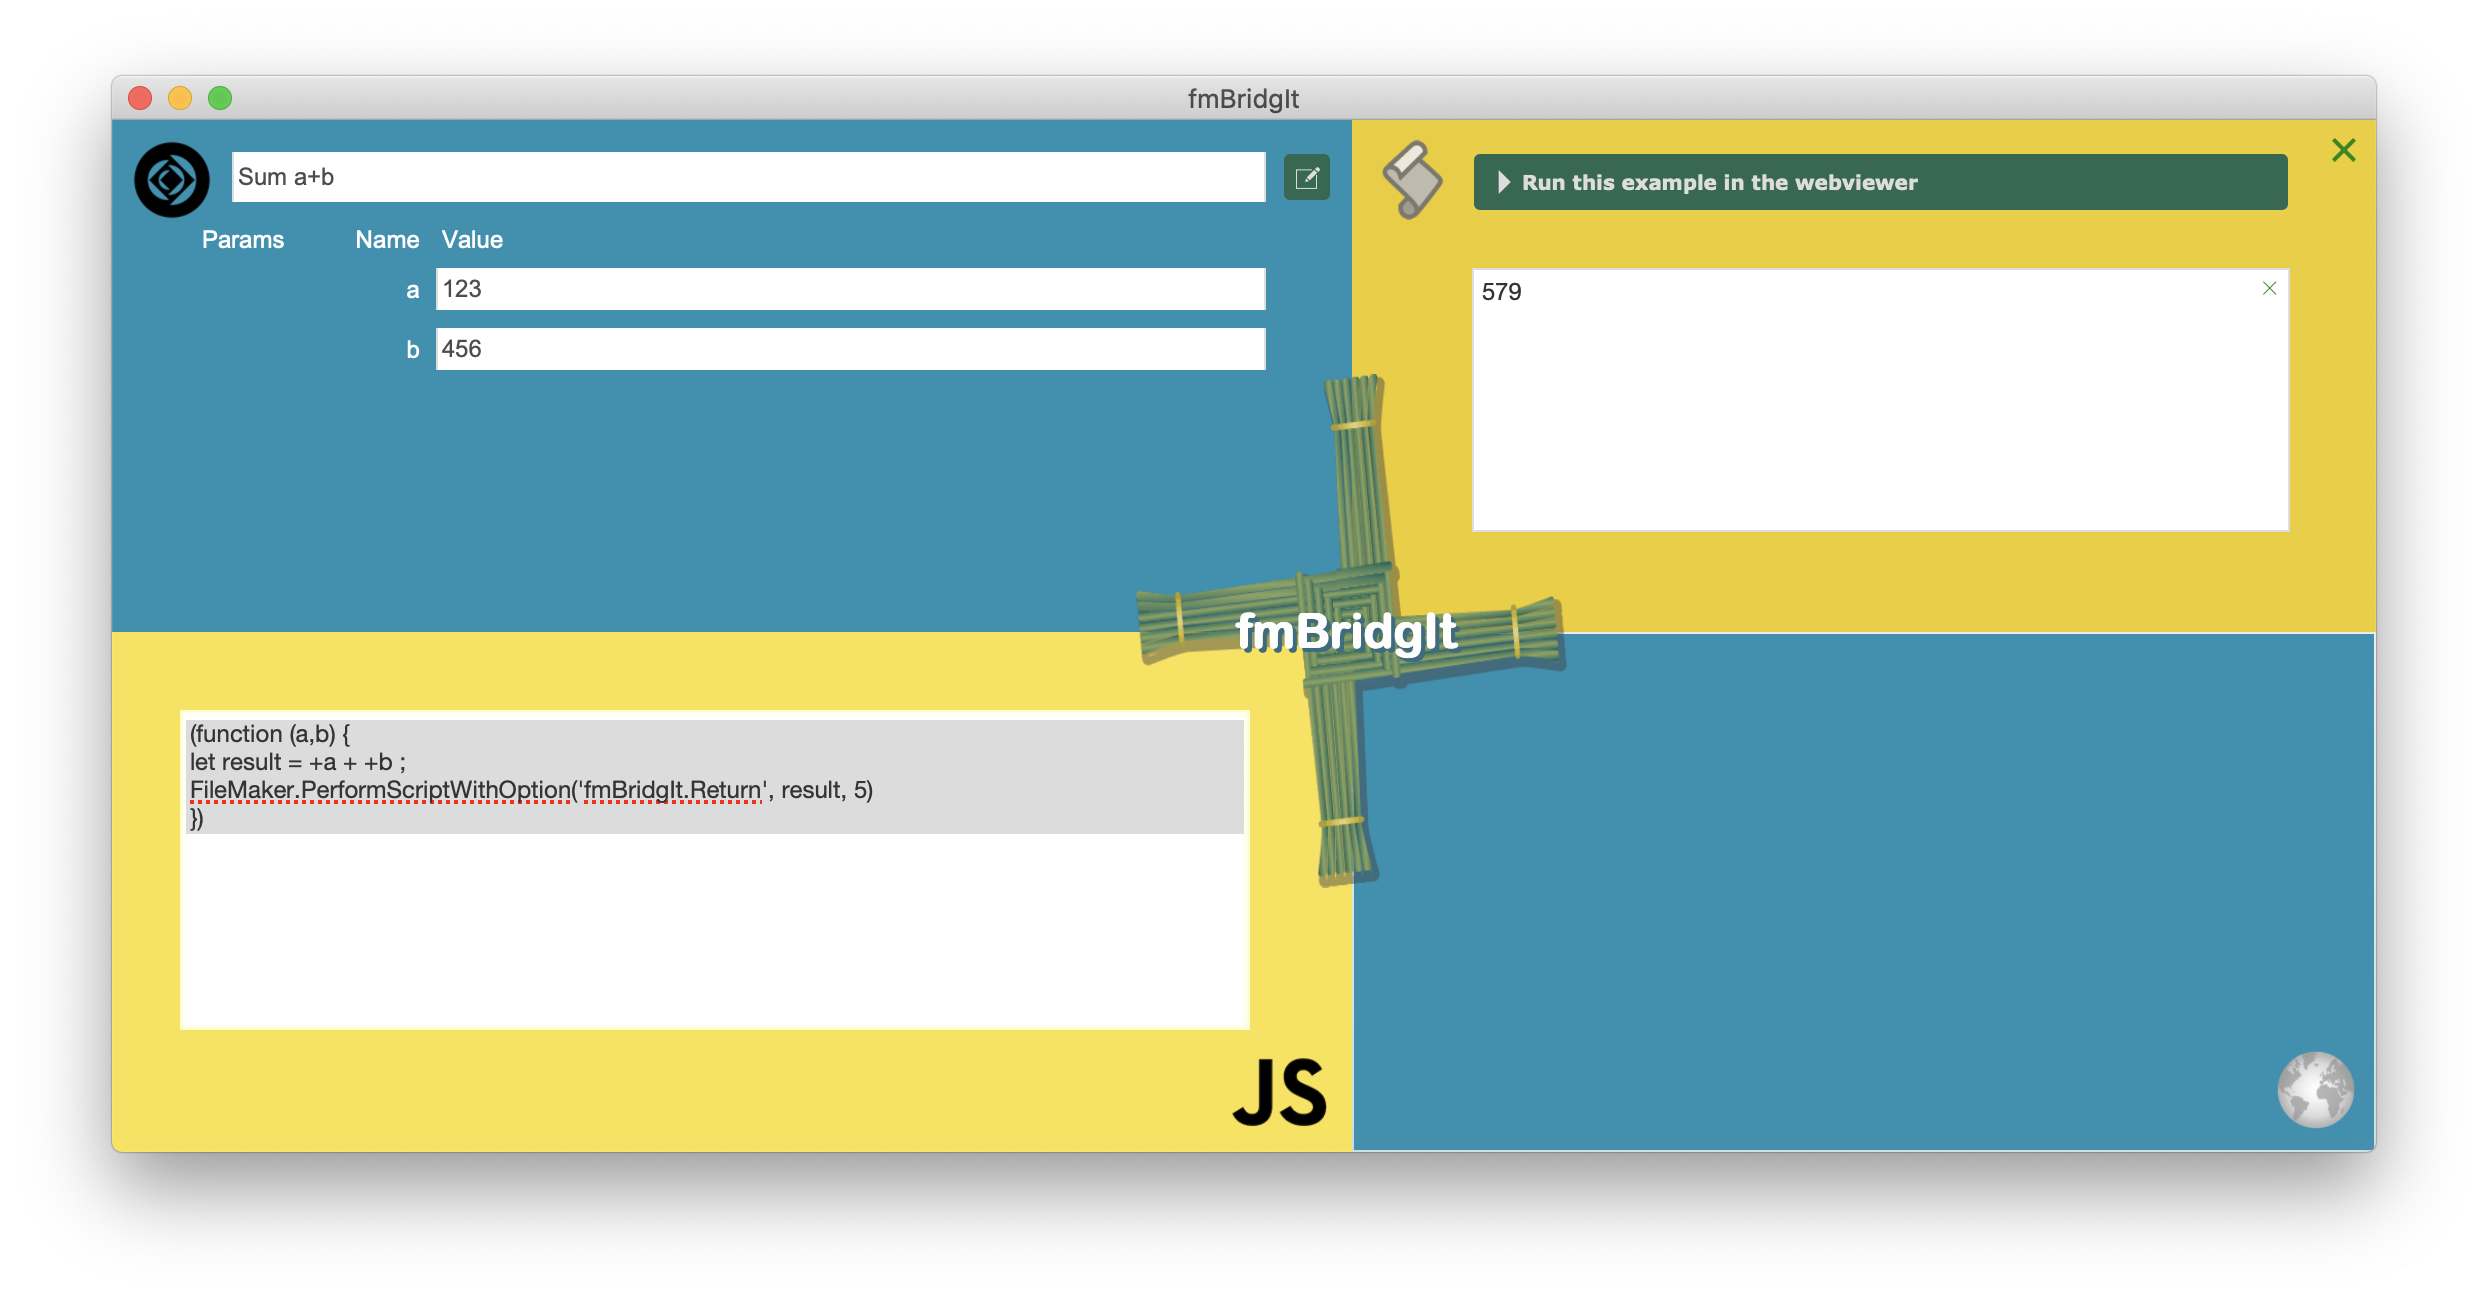 fmBridgIt
Sum a+b
Params Name Value
a 123
b 456
Run this example in the webviewer
579
fmBridgIt
(function (a,b) {
let result = +a + +b ;
FileMaker.PerformScriptWithOption('fmBridgIt.Return', result, 5)
})
JS